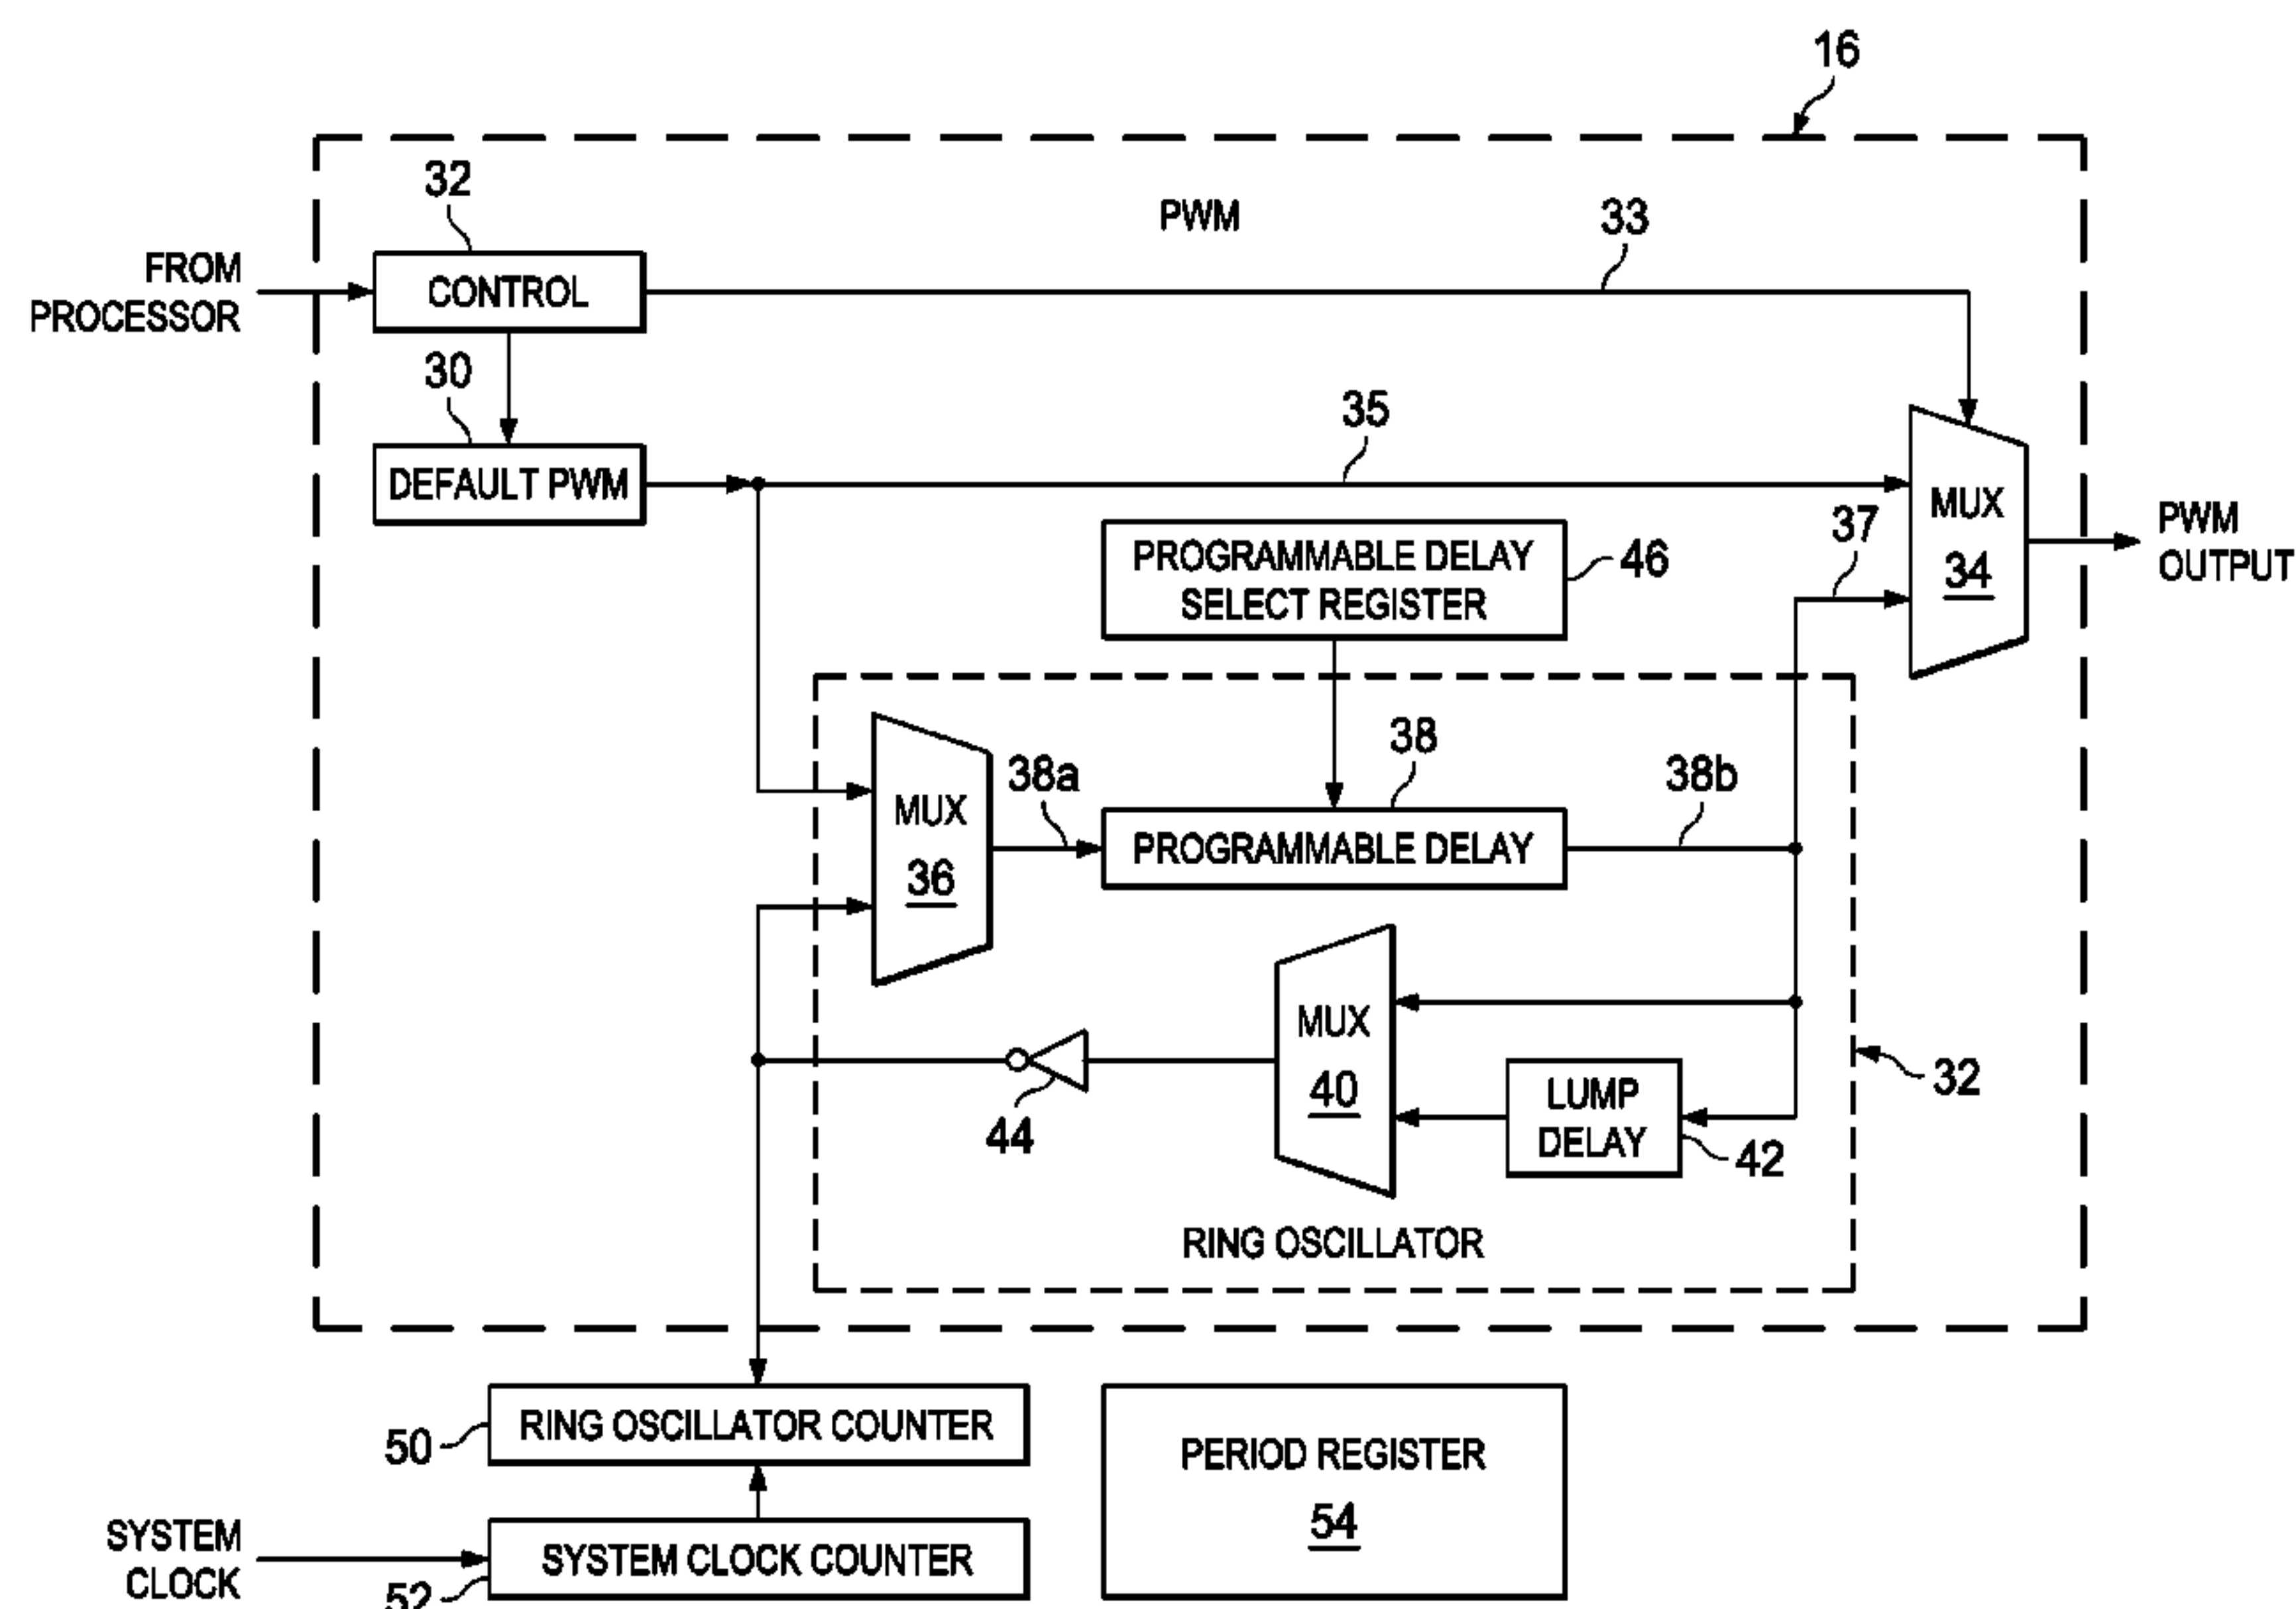 16
32
PWM
33
FROM
PROCESSOR
CONTROL
30
35
DEFAULT PWM
MUX
34
37
PWM
OUTPUT
PROGRAMMABLE DELAY
SELECT REGISTER
46
38
38a
38b
MUX
36
PROGRAMMABLE DELAY
MUX
40
44
LUMP
DELAY
42
32
RING OSCILLATOR
50
RING OSCILLATOR COUNTER
PERIOD REGISTER
54
SYSTEM
CLOCK
SYSTEM CLOCK COUNTER
52